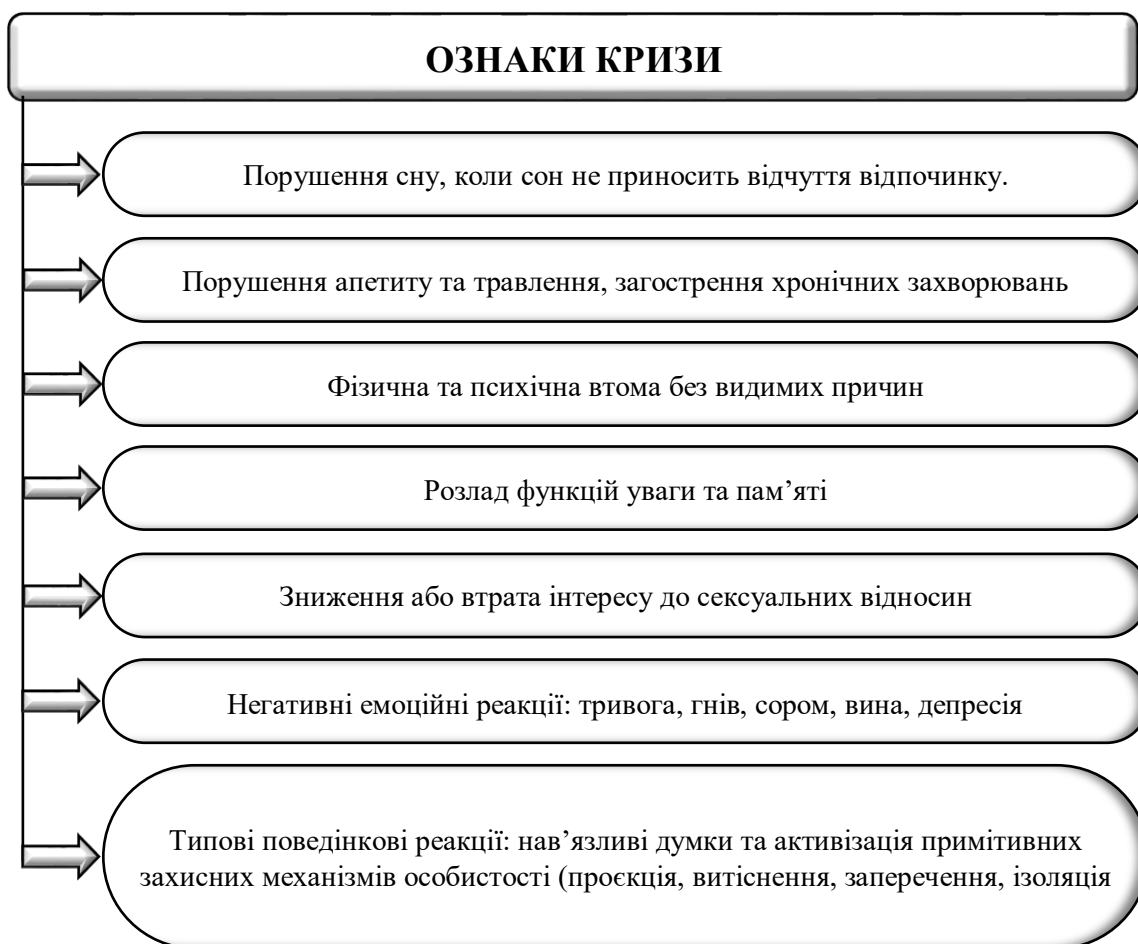 ОЗНАКИ КРИЗИ
Порушення сну, коли сон не приносить відчуття відпочинку.
Порушення апетиту та травлення, загострення хронічних захворювань
Фізична та психічна втома без видимих причин
Розлад функцій уваги та пам’яті
Зниження або втрата інтересу до сексуальних відносин
Негативні емоційні реакції: тривога, гнів, сором, вина, депресія
Типові поведінкові реакції: нав’язливі думки та активізація примітивних
захисних механізмів особистості (проєкція, витіснення, заперечення, ізоляція